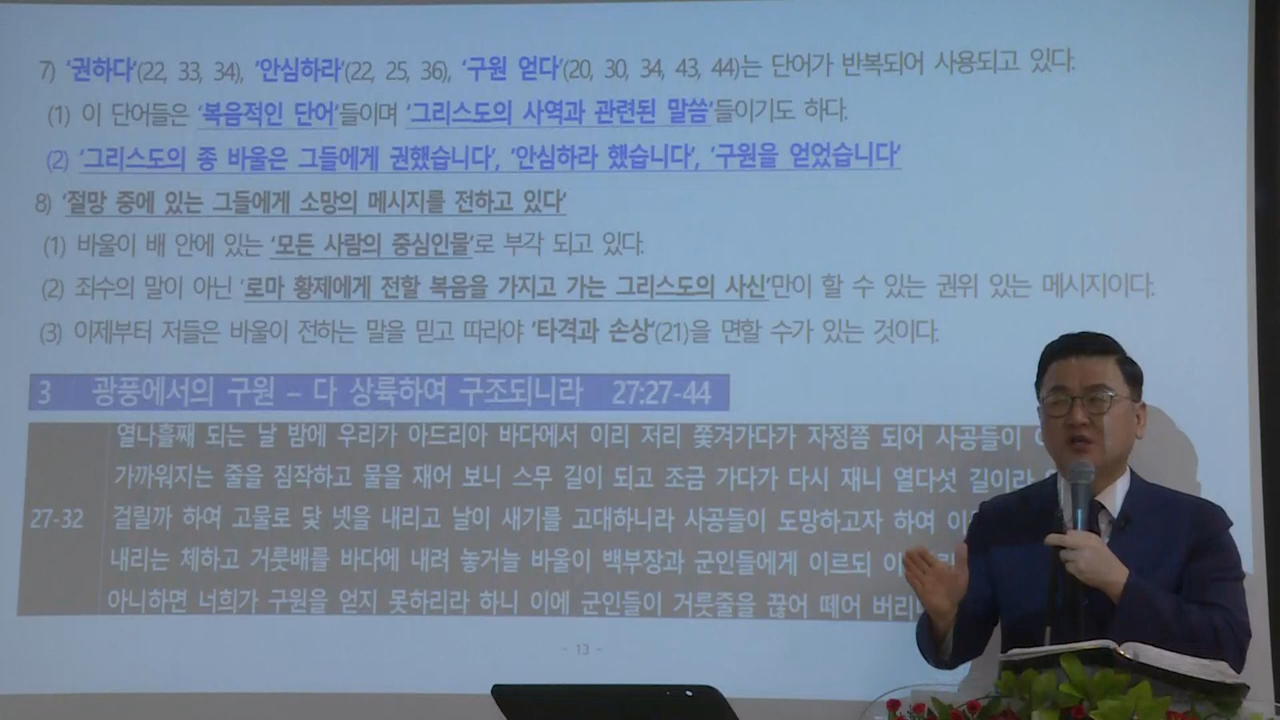 7) '권하다'(22, 33, 34), '안심하라'(22, 25, 36), '구원 얻다'(20, 30, 34, 43, 44)는 단어가 반복되어 사용되고 있다.
(1) 이 단어들은 '복음적인 단어'들이며 '그리스도의 사역과 관련된 말씀'들이기도 하다.
(2) '그리스도의 종 바울은 그들에게 권했습니다', '안심하라 했습니다', '구원을 얻었습니다'
8) '절망 중에 있는 그들에게 소망의 메시지를 전하고 있다'
(1) 바울이 배 안에 있는 '모든 사람의 중심인물'로 부각 되고 있다.
(2) 죄수의 말이 아닌 '로마 황제에게 전할 복음을 가지고 가는 그리스도의 사신'만이 할 수 있는 권위 있는 메시지이다.
(3) 이제부터 저들은 바울이 전하는 말을 믿고 따라야 '타격과 손상'(21)을 면할 수가 있는 것이다.
3 광풍에서의 구원 – 다 상륙하여 구조되니라 27:27-44
열나흘째 되는 날 밤에 우리가 아드리아 바다에서 이리 저리 쫓겨가다가 자정쯤 되어 사공들이
가까워지는 줄을 짐작하고 물을 재어 보니 스무 길이 되고 조금 가다가 다시 재니 열다섯 길이라
27-32 걸릴까 하여 고물로 닻 넷을 내리고 날이 새기를 고대하니라 사공들이 도망하고자 하여
내리는 체하고 거룻배를 바다에 내려 놓거늘 바울이 백부장과 군인들에게 이르되
아니하면 너희가 구원을 얻지 못하리라 하니 이에 군인들이 거룻줄을 끊어 떼어
- 13 -